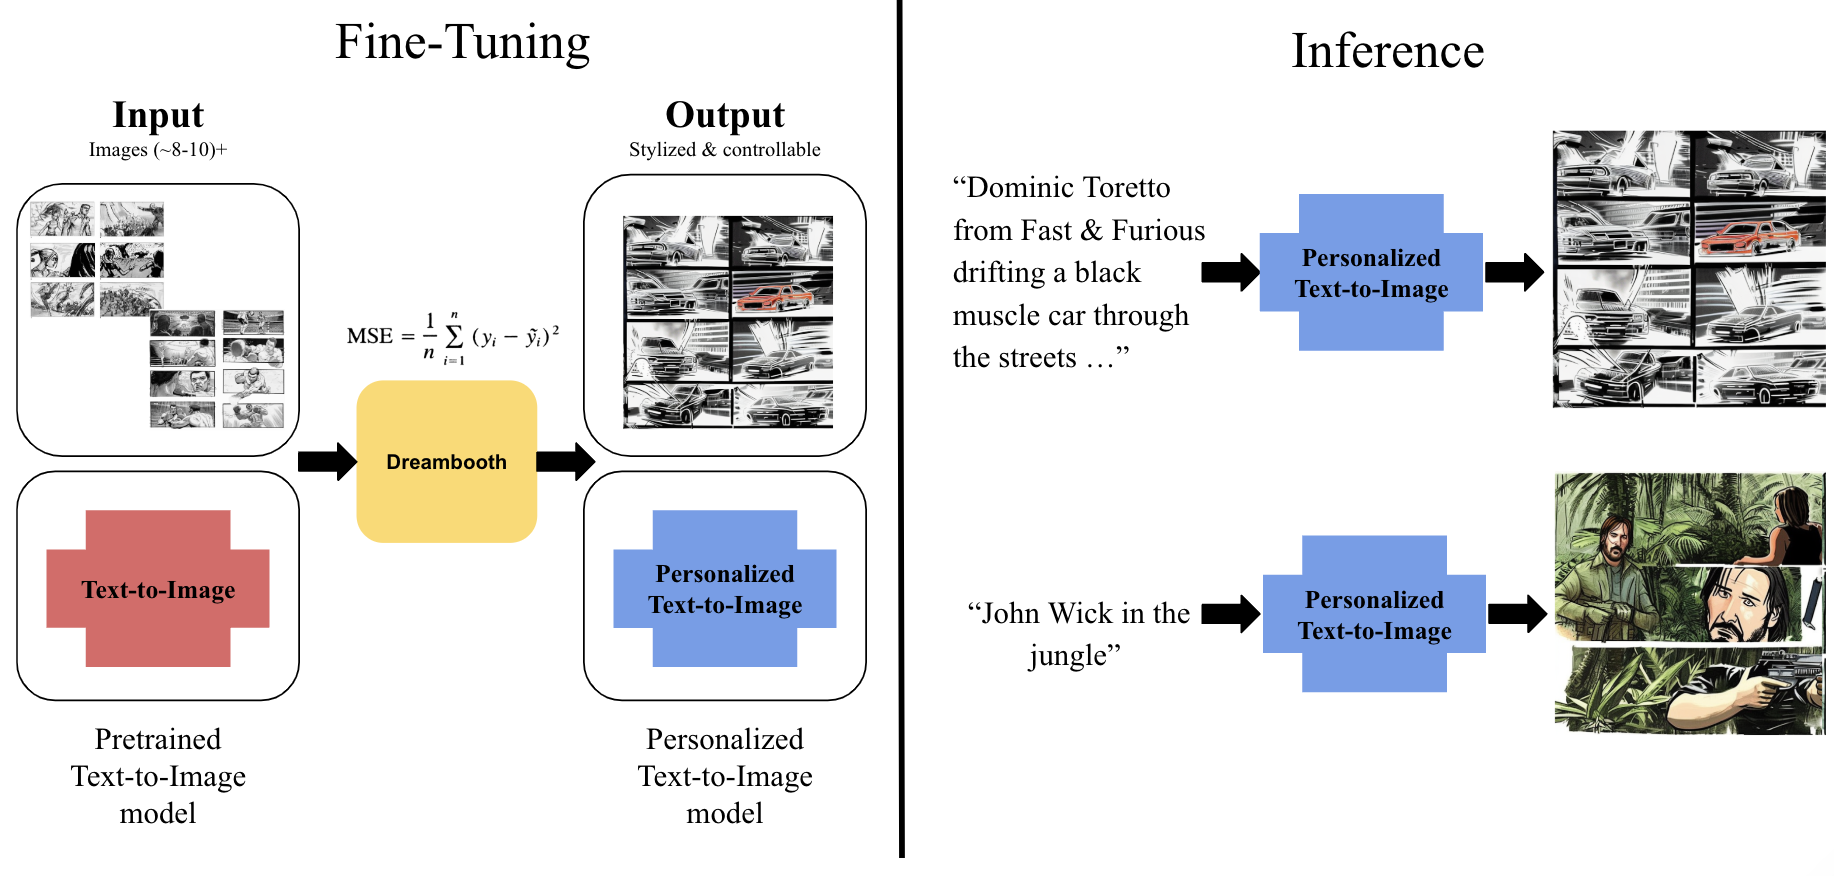 Fine-Tuning
Input
Images (~8-10)+
Output
Stylized & controllable
MSE = 1/n ∑ i=1 n (yᵢ − ỹᵢ)²
Dreambooth
Text-to-Image
Personalized
Text-to-Image
Pretrained
Text-to-Image
model
Personalized
Text-to-Image
model
Inference
“Dominic Toretto
from Fast & Furious
drifting a black
muscle car through
the streets …”
Personalized
Text-to-Image
“John Wick in the
jungle”
Personalized
Text-to-Image